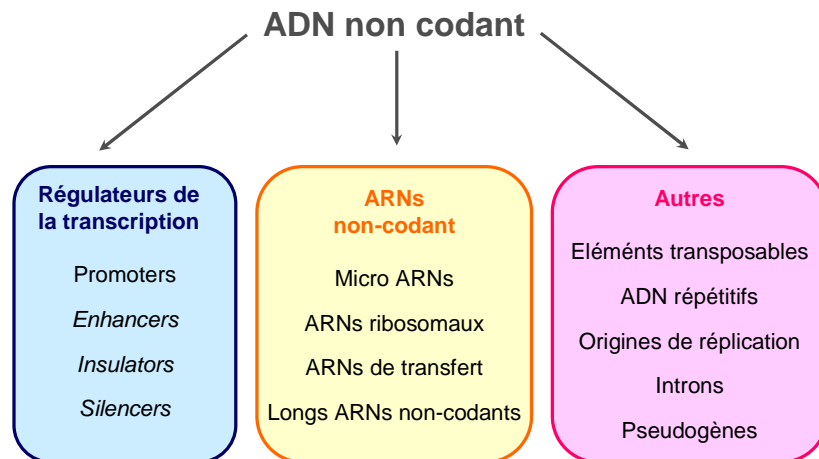 ADN non codant
Régulateurs de
la transcription
Promoters
Enhancers
Insulators
Silencers
ARNs
non-codant
Micro ARNs
ARNs ribosomaux
ARNs de transfert
Longs ARNs non-codants
Autres
Eléménts transposables
ADN répétitifs
Origines de réplication
Introns
Pseudogènes